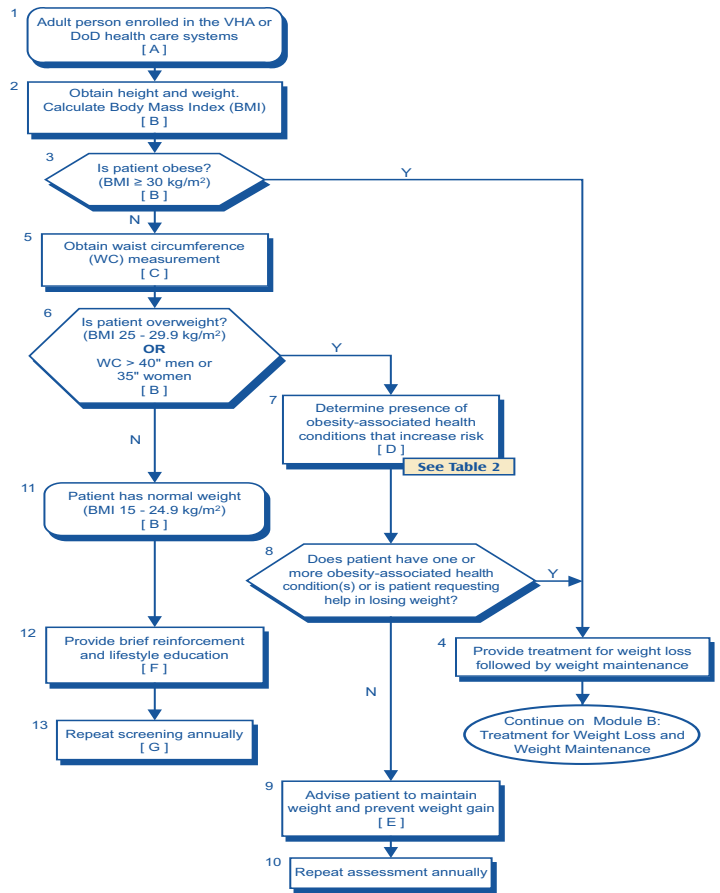 1
Adult person enrolled in the VHA or
DoD health care systems
[ A ]
2
Obtain height and weight.
Calculate Body Mass Index (BMI)
[ B ]
3
Is patient obese?
(BMI ≥ 30 kg/m²)
[ B ]
Y
N
5
Obtain waist circumference
(WC) measurement
[ C ]
6
Is patient overweight?
(BMI 25 - 29.9 kg/m²)
OR
WC > 40" men or
35" women
[ B ]
Y
N
7
Determine presence of
obesity-associated health
conditions that increase risk
[ D ]
See Table 2
11
Patient has normal weight
(BMI 15 - 24.9 kg/m²)
[ B ]
8
Does patient have one or
more obesity-associated health
condition(s) or is patient requesting
help in losing weight?
Y
N
12
Provide brief reinforcement
and lifestyle education
[ F ]
4
Provide treatment for weight loss
followed by weight maintenance
13
Repeat screening annually
[ G ]
Continue on Module B:
Treatment for Weight Loss and
Weight Maintenance
9
Advise patient to maintain
weight and prevent weight gain
[ E ]
10
Repeat assessment annually